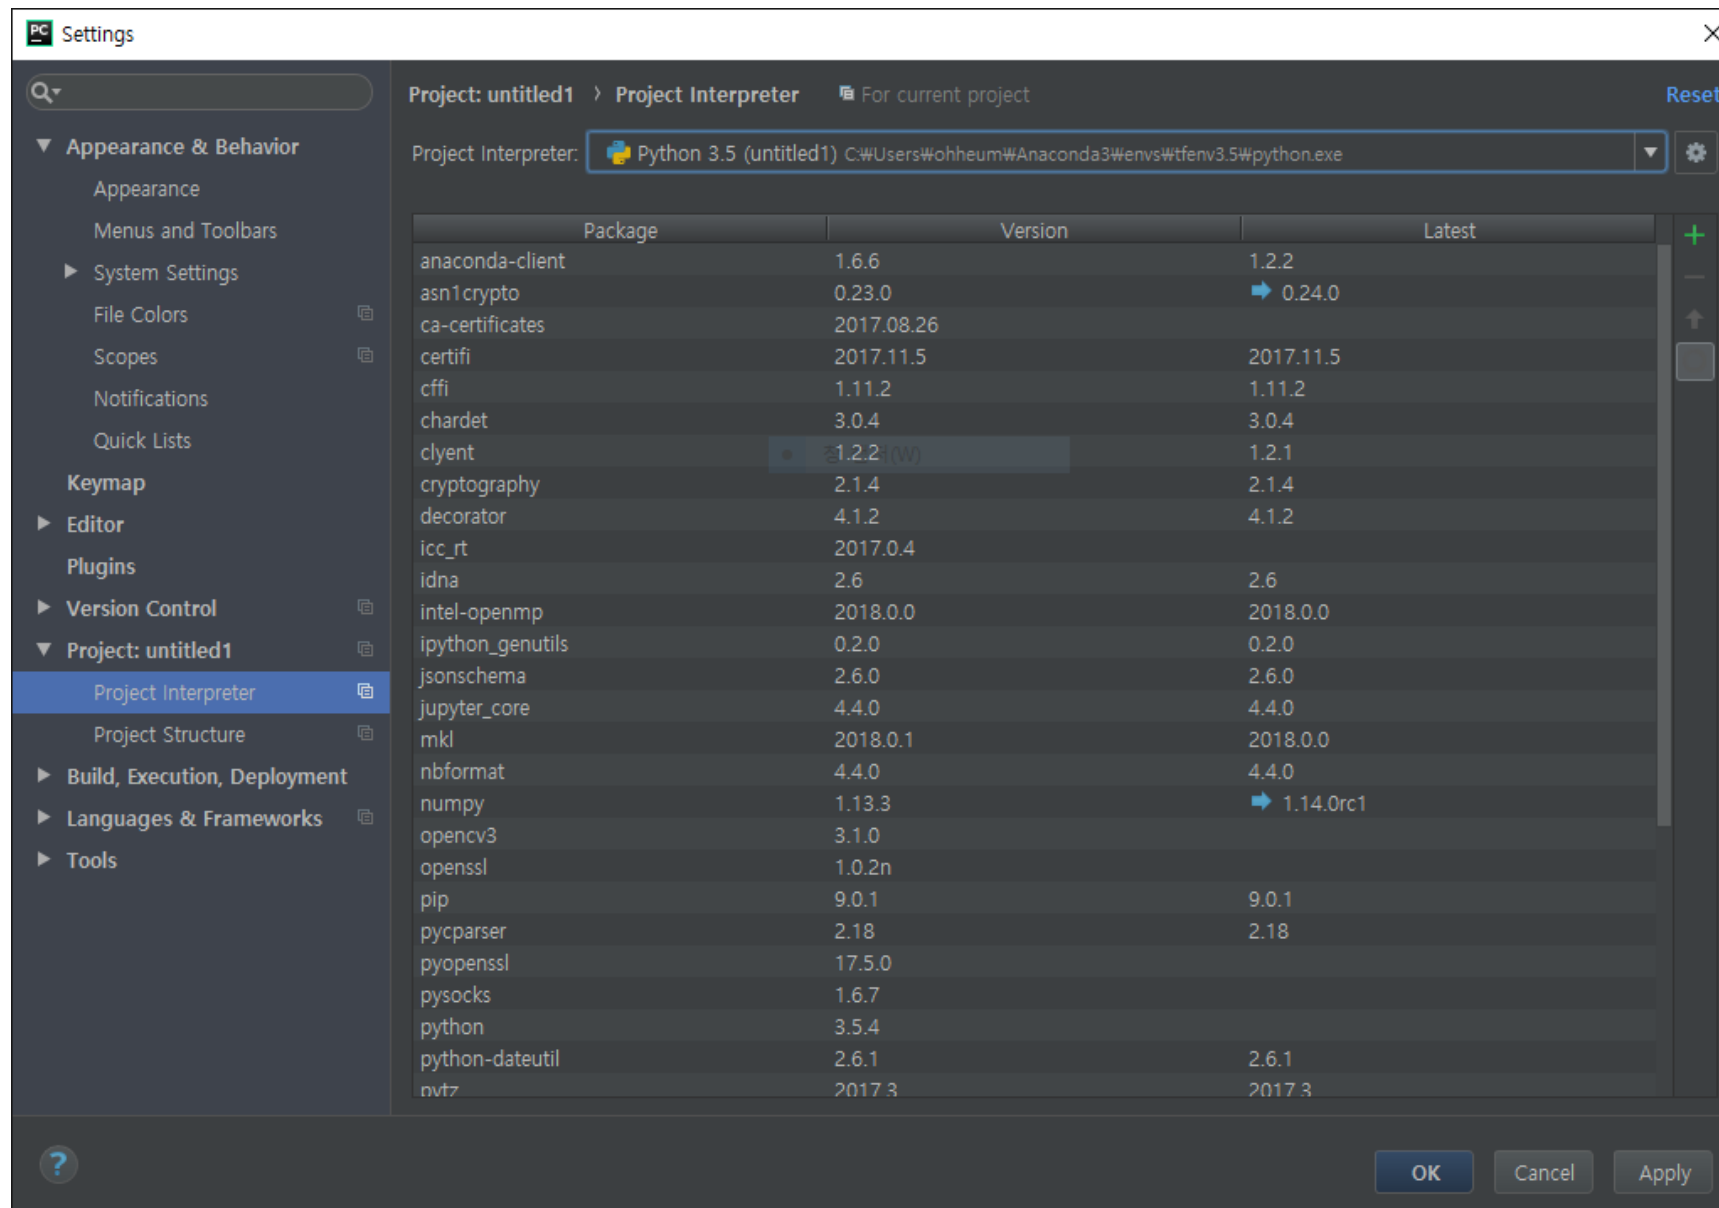 PC Settings
Project: untitled1 › Project Interpreter For current project Reset
Project Interpreter: Python 3.5 (untitled1) C:₩Users₩ohheum₩Anaconda3₩envs₩tfenv3.5₩python.exe
Appearance & Behavior
Appearance
Menus and Toolbars
System Settings
File Colors
Scopes
Notifications
Quick Lists
Keymap
Editor
Plugins
Version Control
Project: untitled1
Project Interpreter
Project Structure
Build, Execution, Deployment
Languages & Frameworks
Tools
Package Version Latest
anaconda-client 1.6.6 1.2.2
asn1crypto 0.23.0 0.24.0
ca-certificates 2017.08.26
certifi 2017.11.5 2017.11.5
cffi 1.11.2 1.11.2
chardet 3.0.4 3.0.4
clyent 1.2.2 (W) 1.2.1
cryptography 2.1.4 2.1.4
decorator 4.1.2 4.1.2
icc_rt 2017.0.4
idna 2.6 2.6
intel-openmp 2018.0.0 2018.0.0
ipython_genutils 0.2.0 0.2.0
jsonschema 2.6.0 2.6.0
jupyter_core 4.4.0 4.4.0
mkl 2018.0.1 2018.0.0
nbformat 4.4.0 4.4.0
numpy 1.13.3 1.14.0rc1
opencv3 3.1.0
openssl 1.0.2n
pip 9.0.1 9.0.1
pycparser 2.18 2.18
pyopenssl 17.5.0
pysocks 1.6.7
python 3.5.4
python-dateutil 2.6.1 2.6.1
pytz 2017.3 2017.3
? OK Cancel Apply